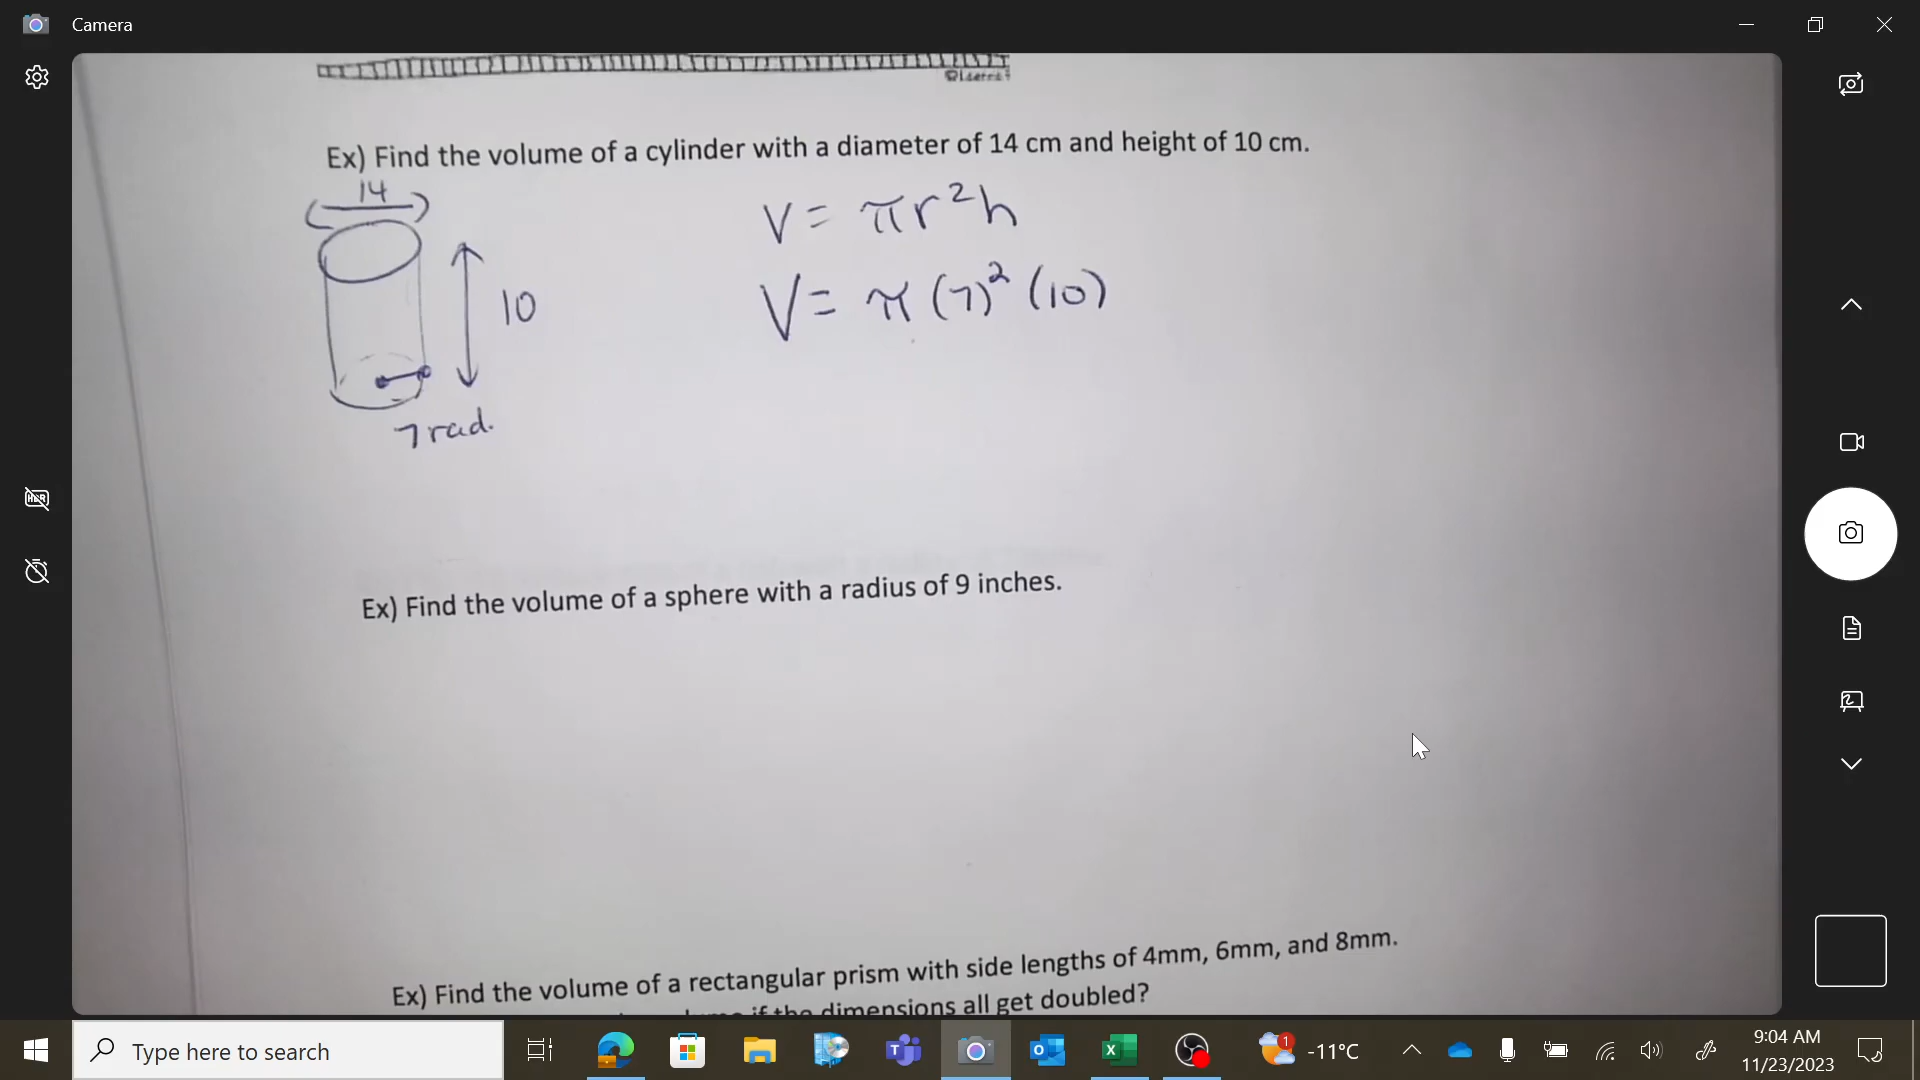 Camera
Ex) Find the volume of a cylinder with a diameter of 14 cm and height of 10 cm.
14
V = πr²h
10
V = π (7)² (10)
7 rad.
Ex) Find the volume of a sphere with a radius of 9 inches.
Ex) Find the volume of a rectangular prism with side lengths of 4mm, 6mm, and 8mm.
if the dimensions all get doubled?
Type here to search
1
-11°C
9:04 AM
11/23/2023